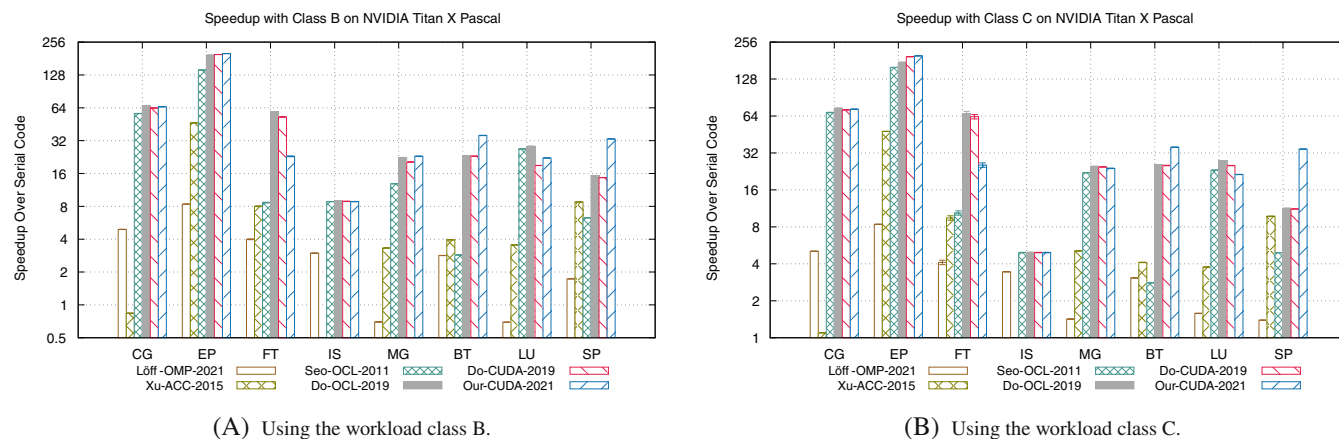 Speedup with Class B on NVIDIA Titan X Pascal
Speedup Over Serial Code
256
128
64
32
16
8
4
2
1
0.5
CG EP FT IS MG BT LU SP
Löff -OMP-2021 Seo-OCL-2011 Do-CUDA-2019
Xu-ACC-2015 Do-OCL-2019 Our-CUDA-2021
(A) Using the workload class B.
Speedup with Class C on NVIDIA Titan X Pascal
Speedup Over Serial Code
256
128
64
32
16
8
4
2
1
CG EP FT IS MG BT LU SP
Löff -OMP-2021 Seo-OCL-2011 Do-CUDA-2019
Xu-ACC-2015 Do-OCL-2019 Our-CUDA-2021
(B) Using the workload class C.